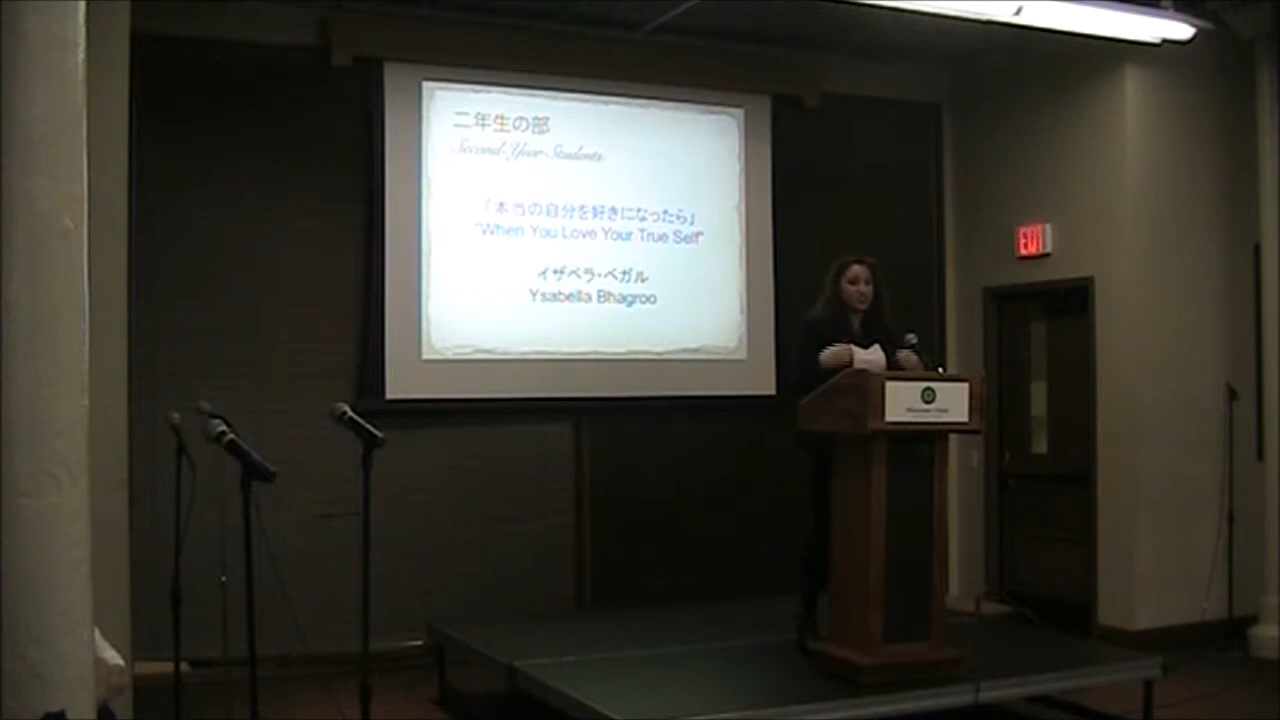 二年生の部
Second-Year Students
「本当の自分を好きになったら」
"When You Love Your True Self"
イザベラ・ベガル
Ysabella Bhagroo
EXIT